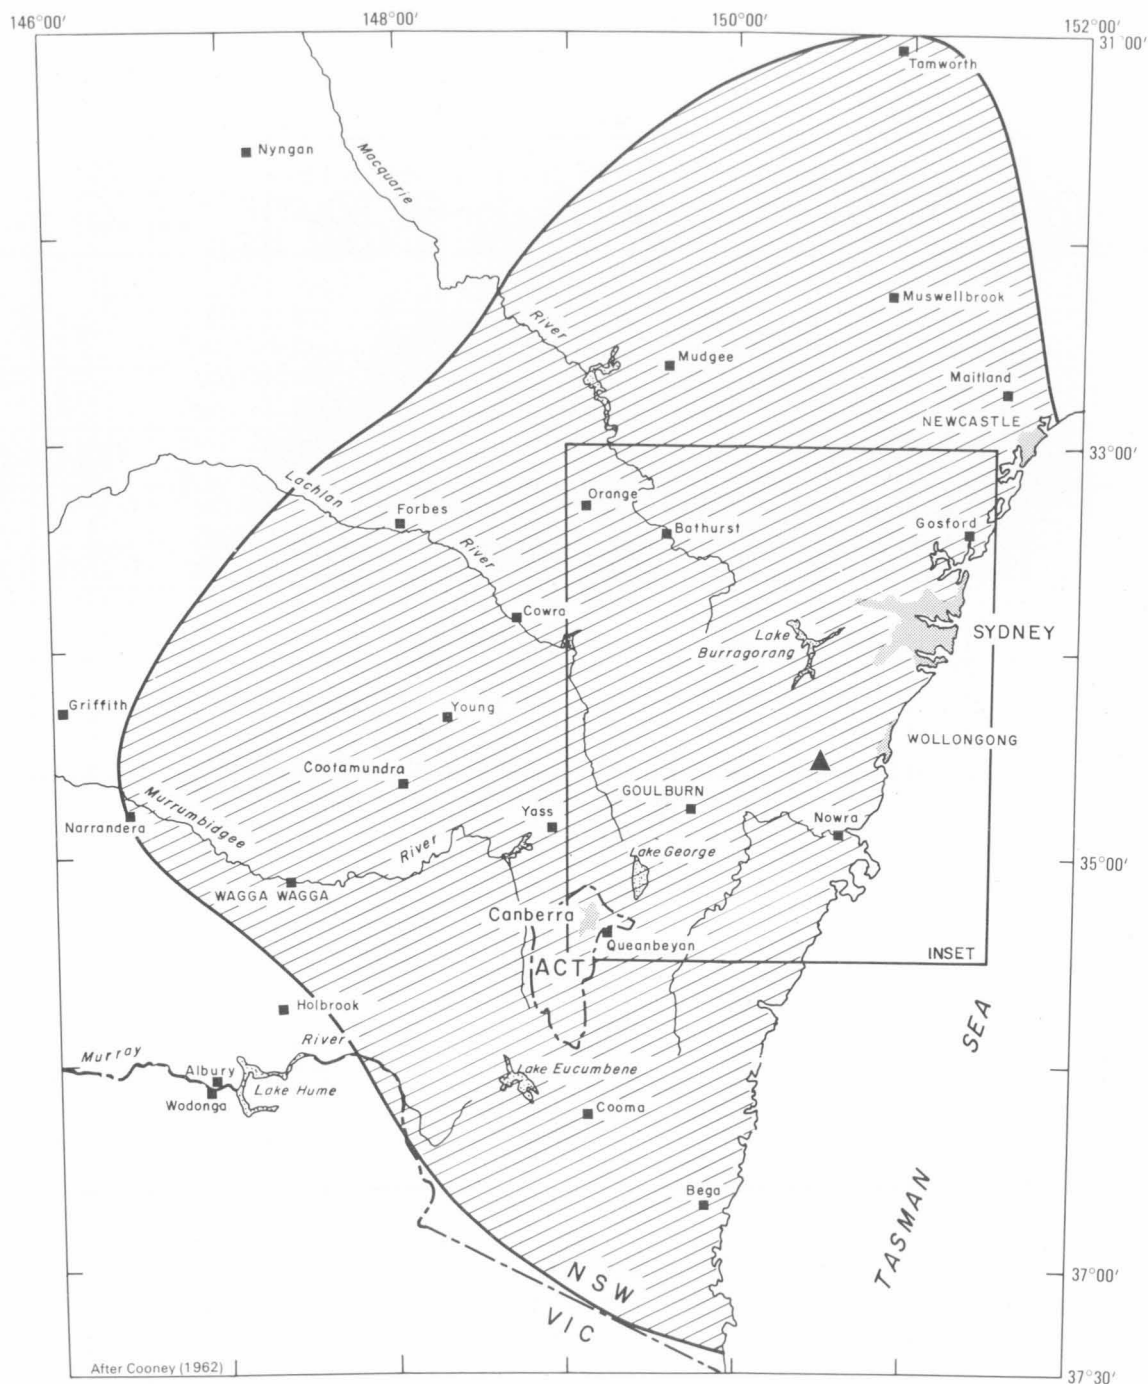 146°00′
148°00′
150°00′
152°00′
31°00′
Tamworth
Nyngan
Macquarie
River
Muswellbrook
Mudgee
Maitland
NEWCASTLE
33°00′
Lachlan
River
Orange
Forbes
Bathurst
Gosford
Cowra
Lake
Burragorang
SYDNEY
Griffith
Young
WOLLONGONG
Cootamundra
GOULBURN
Murrumbidgee
River
Narrandera
Yass
Nowra
Lake George
35°00′
WAGGA WAGGA
Canberra
Queanbeyan
ACT
INSET
Holbrook
SEA
Murray
River
Albury
Lake Hume
Wodonga
Lake Eucumbene
Cooma
Bega
TASMAN
NSW
VIC
37°00′
After Cooney (1962)
37°30′